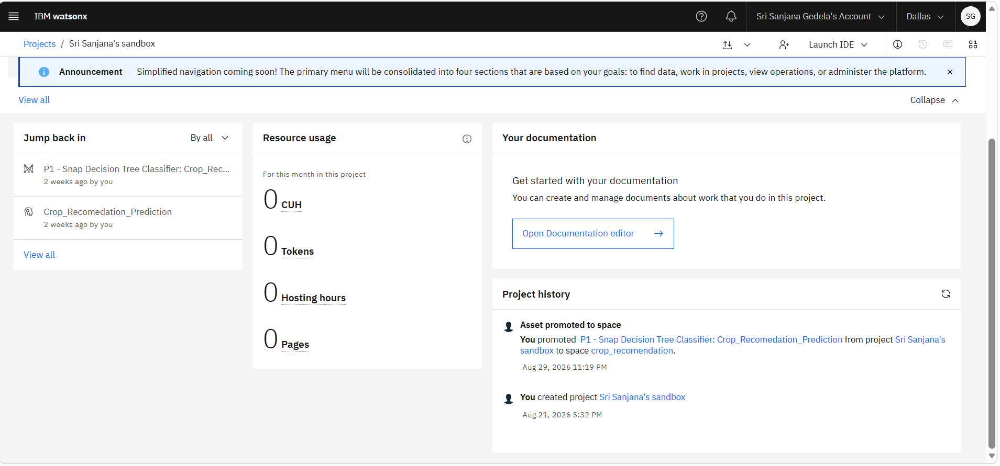 IBM watsonx
Sri Sanjana Gedela's Account
Dallas
SG
Projects / Sri Sanjana's sandbox
Launch IDE
Announcement Simplified navigation coming soon! The primary menu will be consolidated into four sections that are based on your goals: to find data, work in projects, view operations, or administer the platform.
View all
Collapse
Jump back in
By all
P1 - Snap Decision Tree Classifier: Crop_Rec...
2 weeks ago by you
Crop_Recomedation_Prediction
2 weeks ago by you
View all
Resource usage
For this month in this project
0 CUH
0 Tokens
0 Hosting hours
0 Pages
Your documentation
Get started with your documentation
You can create and manage documents about work that you do in this project.
Open Documentation editor
Project history
Asset promoted to space
You promoted P1 - Snap Decision Tree Classifier: Crop_Recomedation_Prediction from project Sri Sanjana's
sandbox to space crop_recomendation.
Aug 29, 2026 11:19 PM
You created project Sri Sanjana's sandbox
Aug 21, 2026 5:32 PM